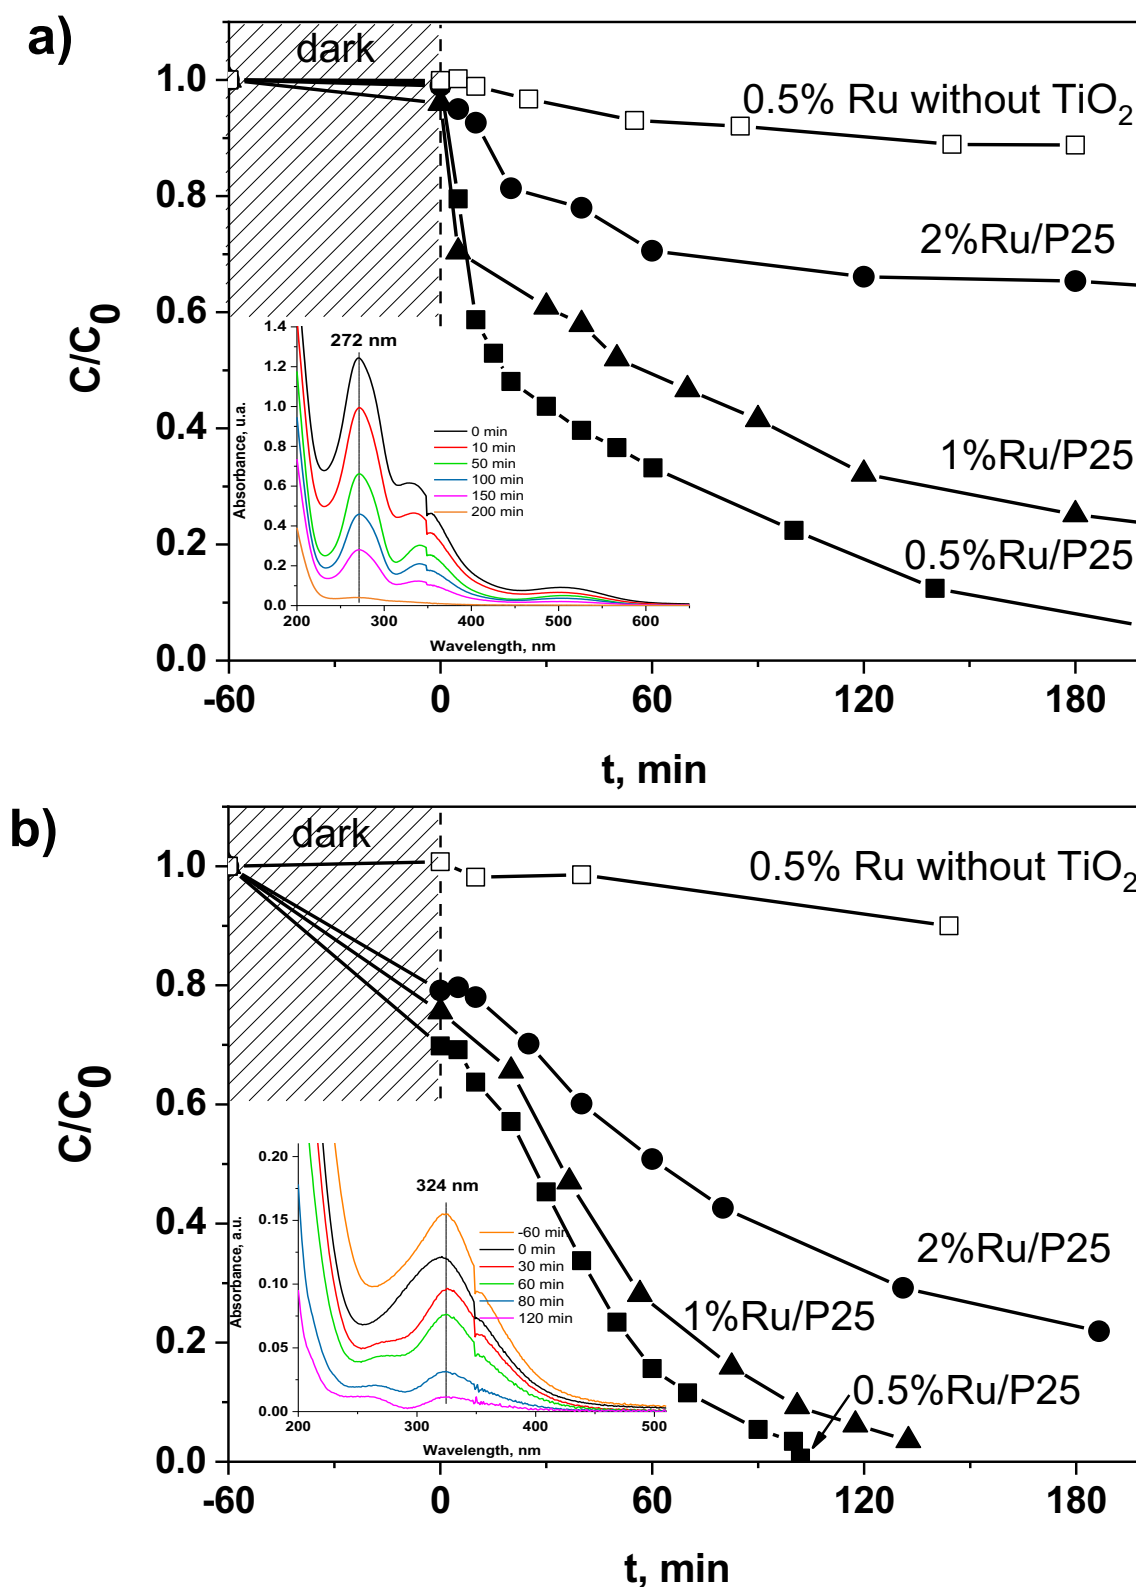 a)
dark
1.0
0.8
0.6
0.4
0.2
0.0
C/C0
-60
0
60
120
180
t, min
0.5% Ru without TiO2
2%Ru/P25
1%Ru/P25
0.5%Ru/P25
1.4
1.2
1.0
0.8
0.6
0.4
0.2
0.0
Absorbance, u.a.
272 nm
0 min
10 min
50 min
100 min
150 min
200 min
200
300
400
500
600
Wavelength, nm
b)
dark
1.0
0.8
0.6
0.4
0.2
0.0
C/C0
-60
0
60
120
180
t, min
0.5% Ru without TiO2
2%Ru/P25
1%Ru/P25
0.5%Ru/P25
0.20
0.15
0.10
0.05
0.00
Absorbance, a.u.
324 nm
-60 min
0 min
30 min
60 min
80 min
120 min
200
300
400
500
Wavelength, nm